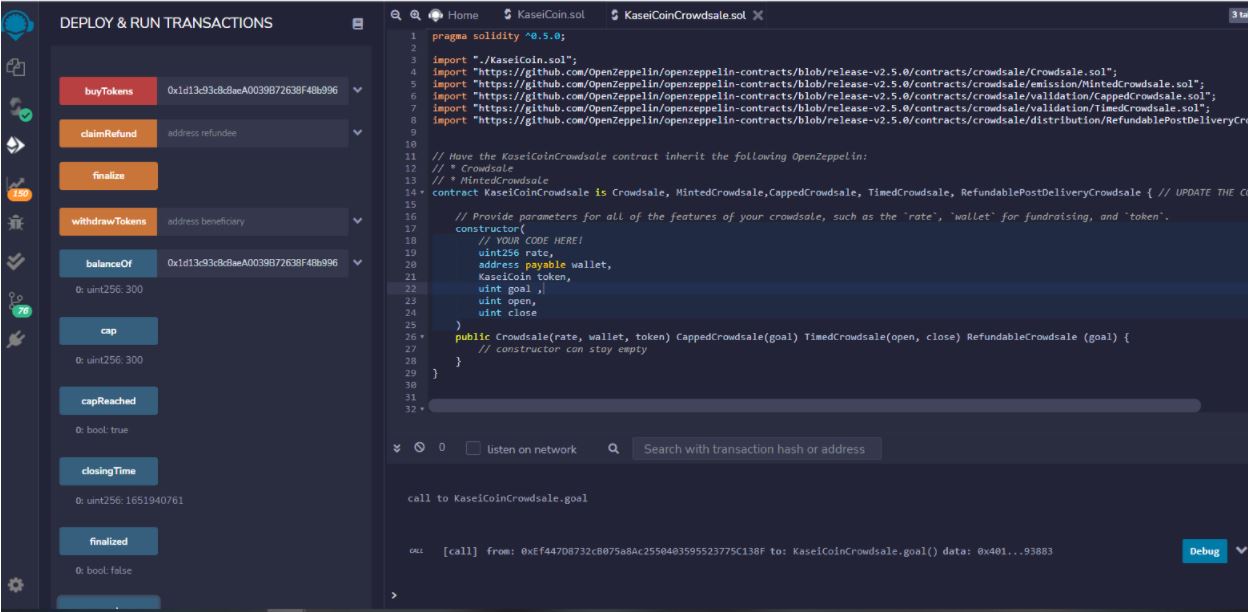 DEPLOY & RUN TRANSACTIONS
buyTokens 0x1d13c93c8c8aeA0039B72638F48b996
claimRefund address refundee
finalize
withdrawTokens address beneficiary
balanceOf 0x1d13c93c8c8aeA0039B72638F48b996
0: uint256: 300
cap
0: uint256: 300
capReached
0: bool: true
closingTime
0: uint256: 1651940761
finalized
0: bool: false
150
76
Home KaseiCoin.sol KaseiCoinCrowdsale.sol
3 ta
1 pragma solidity ^0.5.0;
2
3 import "./KaseiCoin.sol";
4 import "https://github.com/OpenZeppelin/openzeppelin-contracts/blob/release-v2.5.0/contracts/crowdsale/Crowdsale.sol";
5 import "https://github.com/OpenZeppelin/openzeppelin-contracts/blob/release-v2.5.0/contracts/crowdsale/emission/MintedCrowdsale.sol";
6 import "https://github.com/OpenZeppelin/openzeppelin-contracts/blob/release-v2.5.0/contracts/crowdsale/validation/CappedCrowdsale.sol";
7 import "https://github.com/OpenZeppelin/openzeppelin-contracts/blob/release-v2.5.0/contracts/crowdsale/validation/TimedCrowdsale.sol";
8 import "https://github.com/OpenZeppelin/openzeppelin-contracts/blob/release-v2.5.0/contracts/crowdsale/distribution/RefundablePostDeliveryCro
9
10
11 // Have the KaseiCoinCrowdsale contract inherit the following OpenZeppelin:
12 // * Crowdsale
13 // * MintedCrowdsale
14 contract KaseiCoinCrowdsale is Crowdsale, MintedCrowdsale,CappedCrowdsale, TimedCrowdsale, RefundablePostDeliveryCrowdsale { // UPDATE THE CO
15
16 // Provide parameters for all of the features of your crowdsale, such as the `rate`, `wallet` for fundraising, and `token`.
17 constructor(
18 // YOUR CODE HERE!
19 uint256 rate,
20 address payable wallet,
21 KaseiCoin token,
22 uint goal ,
23 uint open,
24 uint close
25 )
26 public Crowdsale(rate, wallet, token) CappedCrowdsale(goal) TimedCrowdsale(open, close) RefundableCrowdsale (goal) {
27 // constructor can stay empty
28 }
29 }
30
31
32
0 listen on network Search with transaction hash or address
call to KaseiCoinCrowdsale.goal
CALL [call] from: 0xEf447D8732cB075a8Ac2550403595523775C138F to: KaseiCoinCrowdsale.goal() data: 0x401...93883 Debug
>